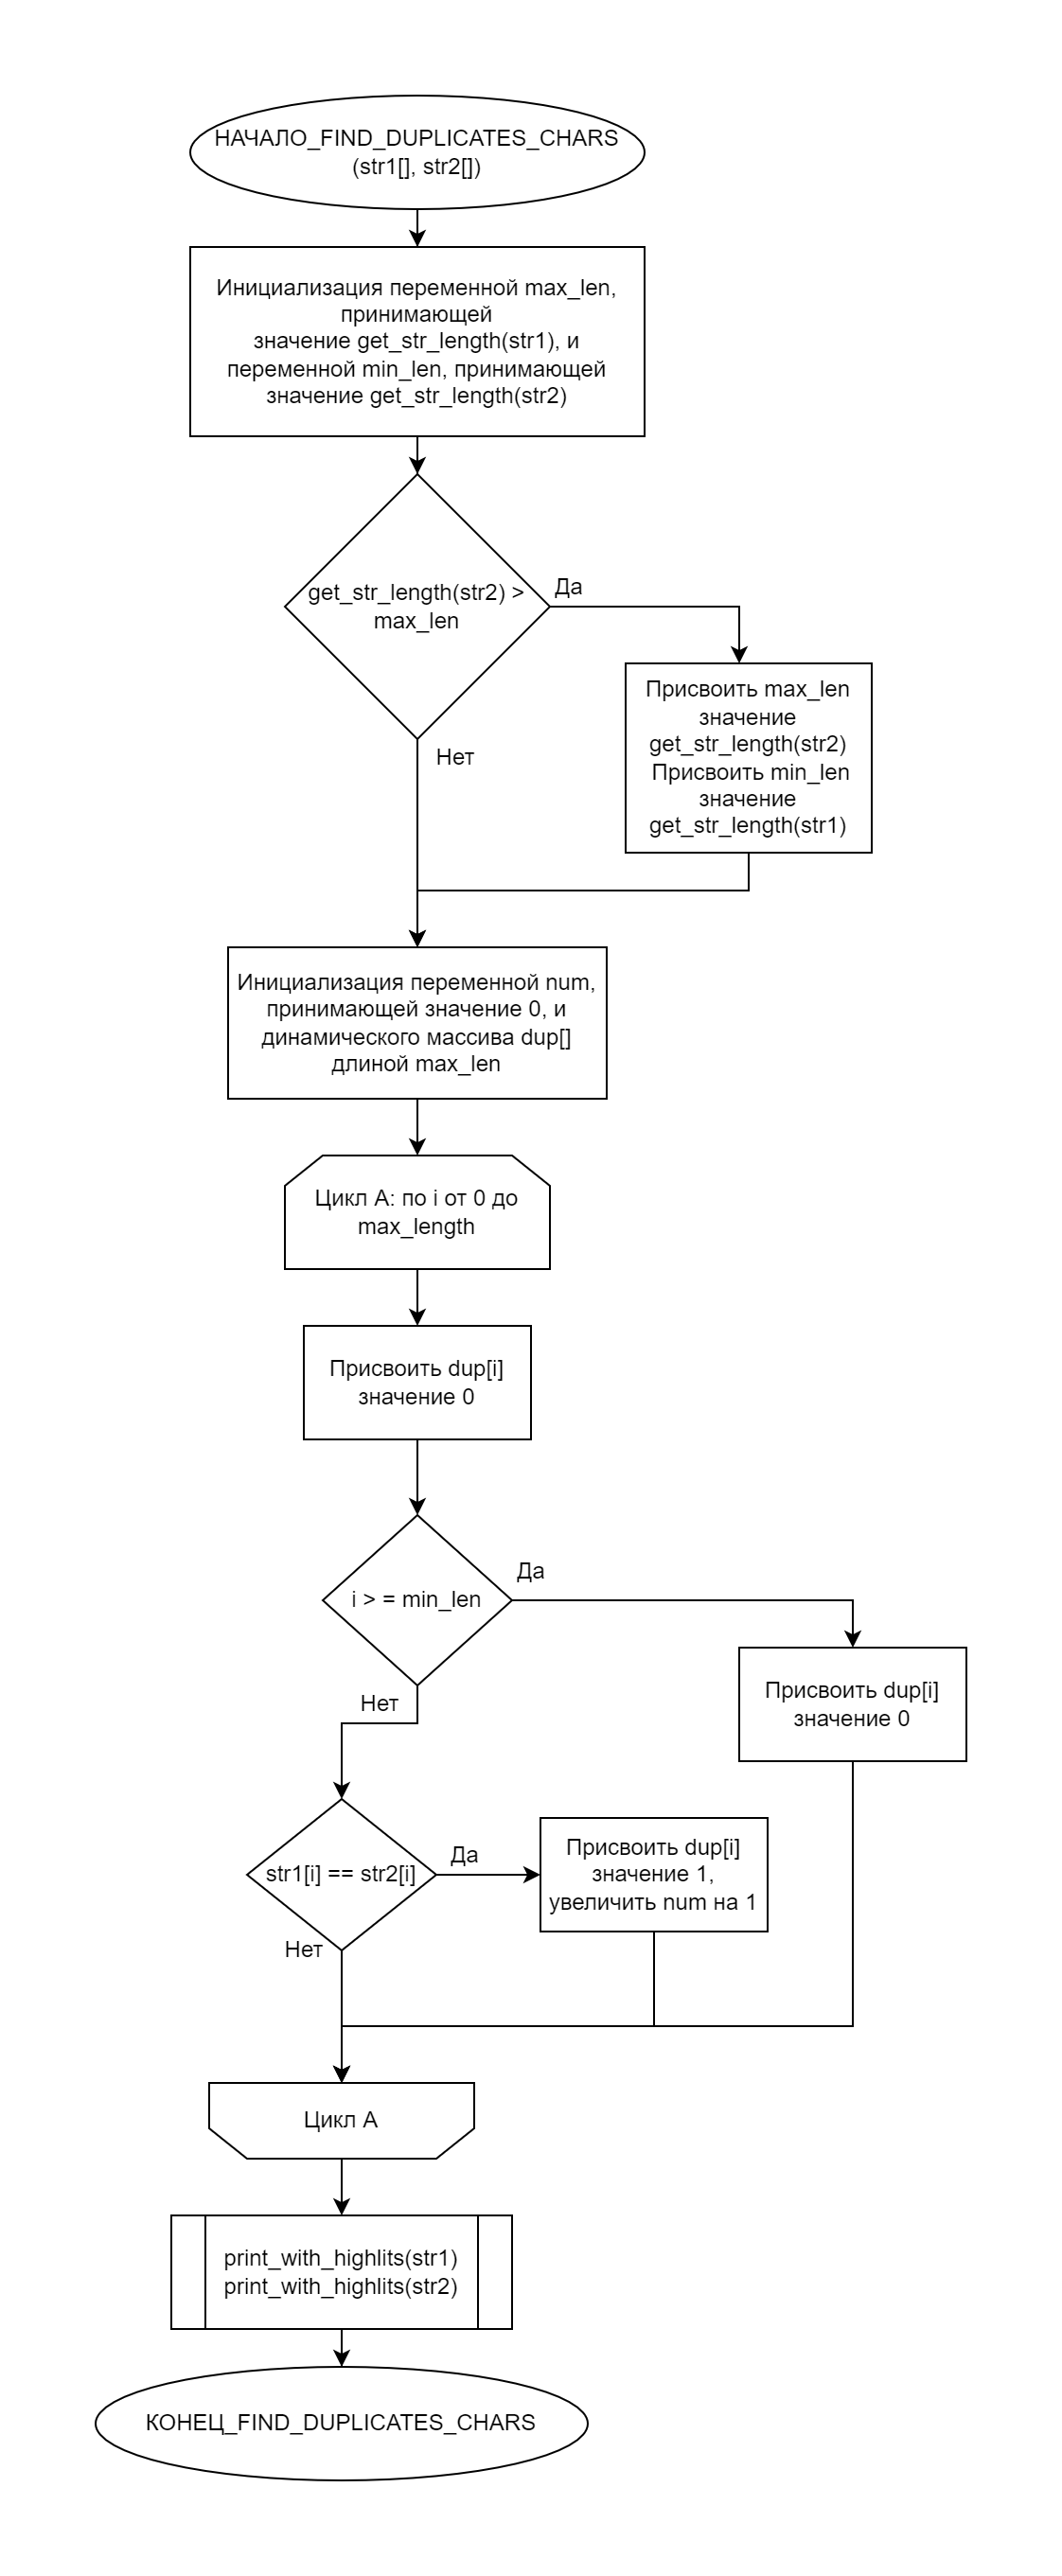 НАЧАЛО_FIND_DUPLICATES_CHARS
(str1[], str2[])
Инициализация переменной max_len,
принимающей
значение get_str_length(str1), и
переменной min_len, принимающей
значение get_str_length(str2)
get_str_length(str2) >
max_len
Да
Присвоить max_len
значение
get_str_length(str2)
Присвоить min_len
значение
get_str_length(str1)
Нет
Инициализация переменной num,
принимающей значение 0, и
динамического массива dup[]
длиной max_len
Цикл А: по i от 0 до
max_length
Присвоить dup[i]
значение 0
i > = min_len
Да
Присвоить dup[i]
значение 0
Нет
str1[i] == str2[i]
Да
Присвоить dup[i]
значение 1,
увеличить num на 1
Нет
Цикл А
print_with_highlits(str1)
print_with_highlits(str2)
КОНЕЦ_FIND_DUPLICATES_CHARS